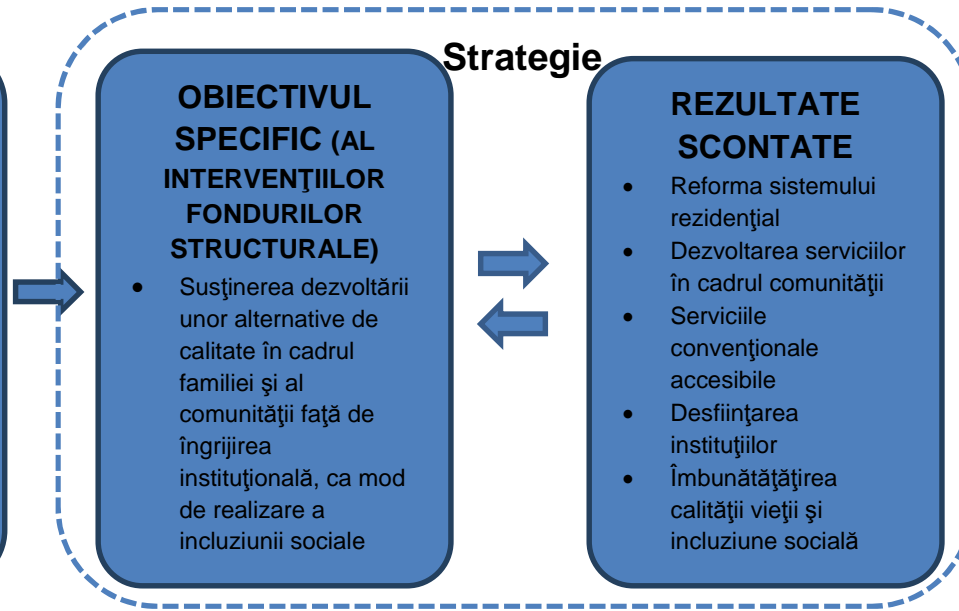 Strategie
OBIECTIVUL
SPECIFIC (AL
INTERVENŢIILOR
FONDURILOR
STRUCTURALE)
• Susţinerea dezvoltării
unor alternative de
calitate în cadrul
familiei şi al
comunităţii faţă de
îngrijirea
instituţională, ca mod
de realizare a
incluziunii sociale
REZULTATE
SCONTATE
• Reforma sistemului
rezidenţial
• Dezvoltarea serviciilor
în cadrul comunităţii
• Serviciile
convenţionale
accesibile
• Desfiinţarea
instituţiilor
• Îmbunătăţăţirea
calităţii vieţii şi
incluziune socială